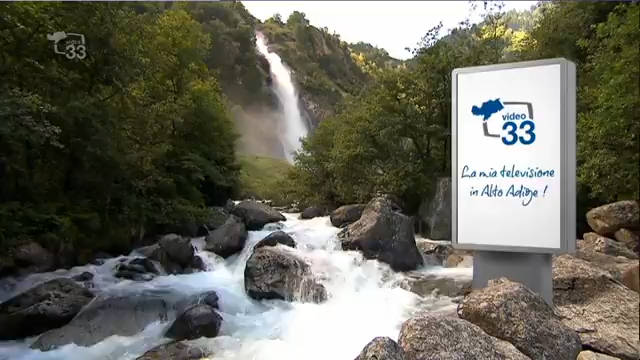 33
video
33
La mia televisione
in Alto Adige !